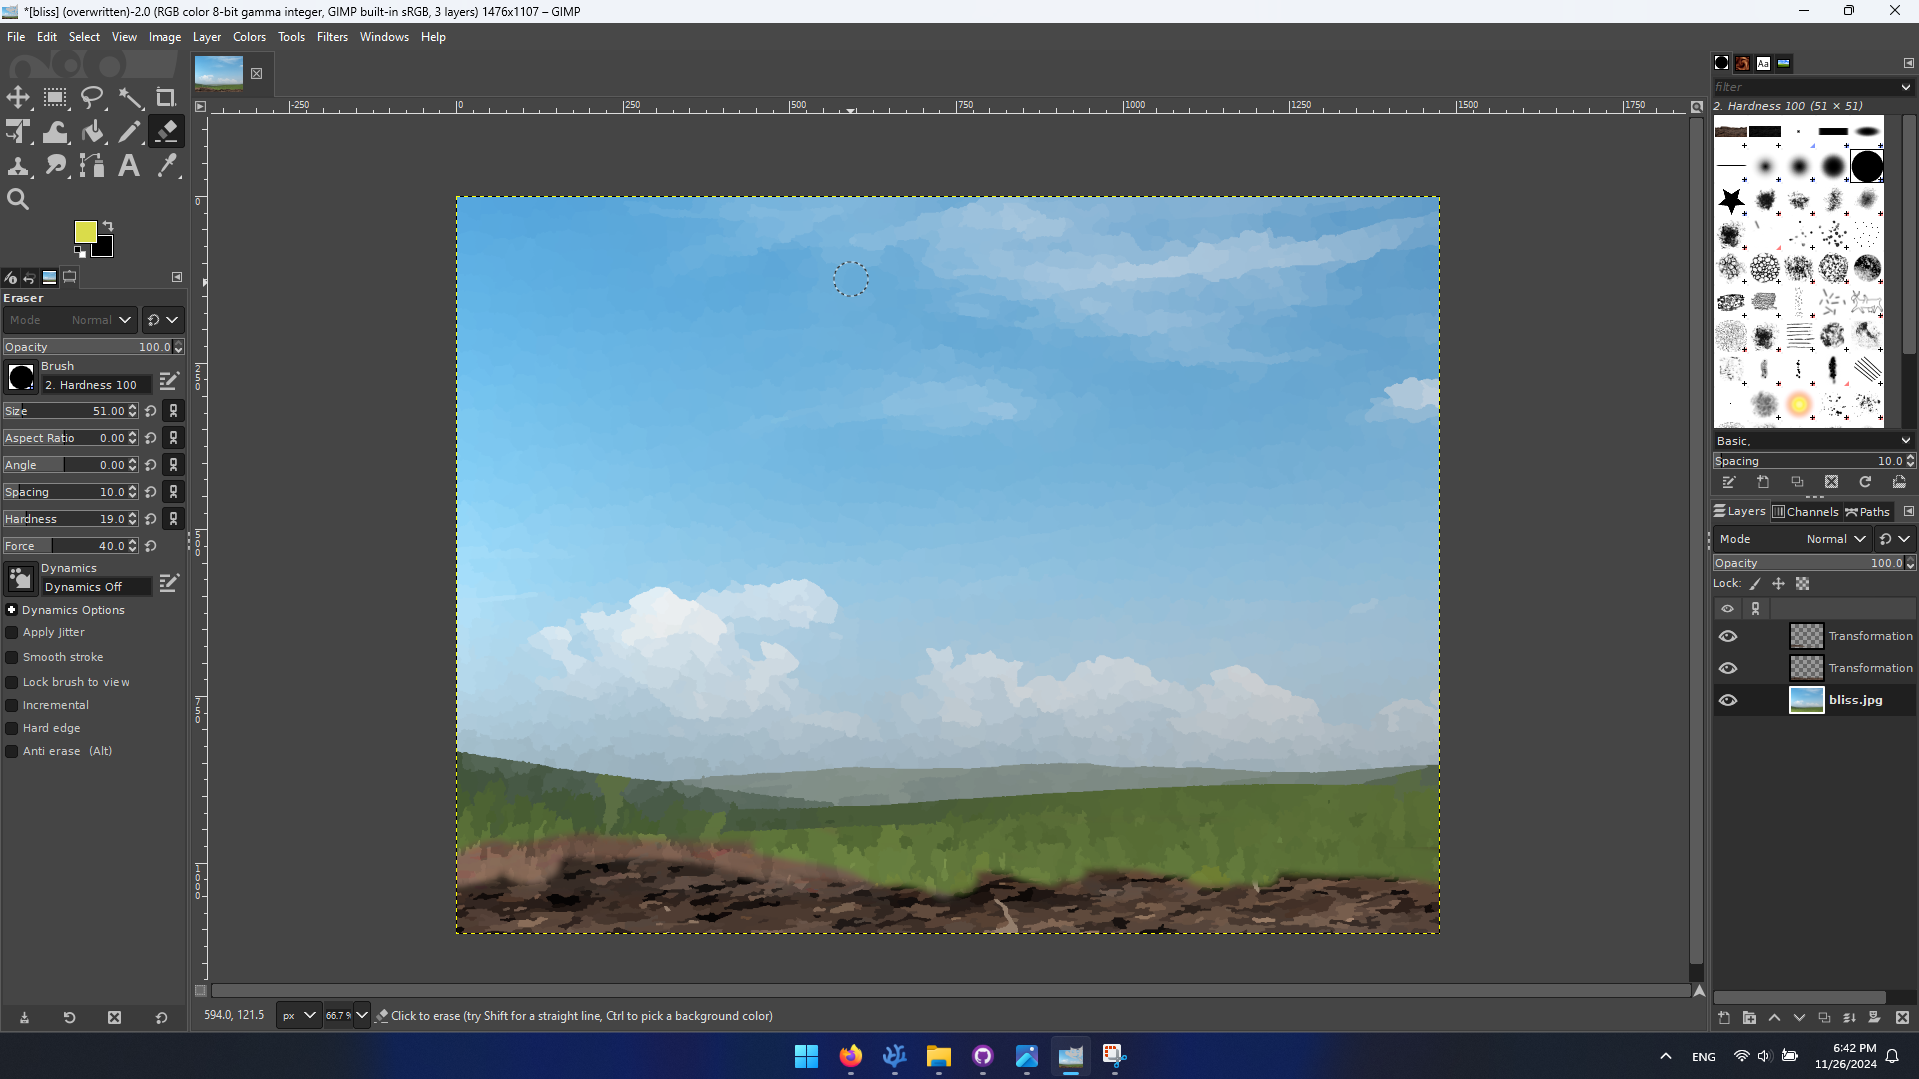 *[bliss] (overwritten)-2.0 (RGB color 8-bit gamma integer, GIMP built-in sRGB, 3 layers) 1476x1107 – GIMP
File Edit Select View Image Layer Colors Tools Filters Windows Help
-250 0 250 500 750 1000 1250 1500 1750
0
250
500
750
1000
A
Eraser
Mode Normal
Opacity 100.0
Brush
2. Hardness 100
Size 51.00
Aspect Ratio 0.00
Angle 0.00
Spacing 10.0
Hardness 19.0
Force 40.0
Dynamics
Dynamics Off
Dynamics Options
Apply Jitter
Smooth stroke
Lock brush to view
Incremental
Hard edge
Anti erase (Alt)
594.0, 121.5 px 66.7 % Click to erase (try Shift for a straight line, Ctrl to pick a background color)
Aa
filter
2. Hardness 100 (51 × 51)
Basic,
Spacing 10.0
Layers Channels Paths
Mode Normal
Opacity 100.0
Lock:
Transformation
Transformation
bliss.jpg
ENG
6:42 PM
11/26/2024